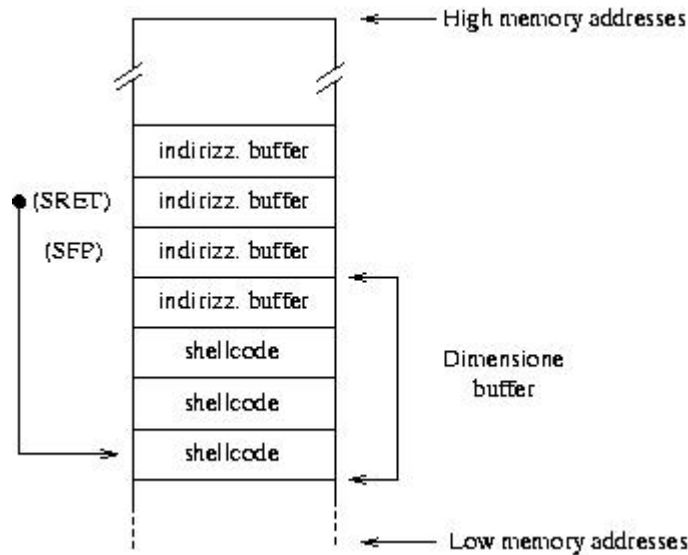 High memory addresses
indirizz. buffer
(SRET)
indirizz. buffer
(SFP)
indirizz. buffer
indirizz. buffer
shellcode
Dimensione
buffer
shellcode
shellcode
Low memory addresses